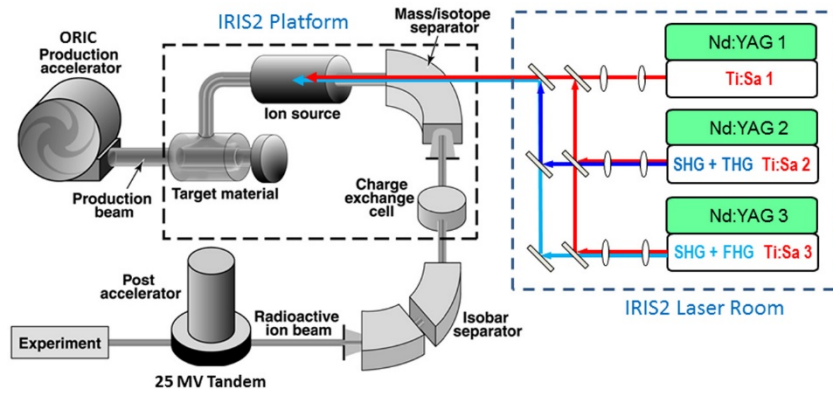 IRIS2 Platform
Mass/isotope
separator
ORIC
Production
accelerator
Ion source
Target material
Production
beam
Charge
exchange
cell
Nd:YAG 1
Ti:Sa 1
Nd:YAG 2
SHG + THG Ti:Sa 2
Nd:YAG 3
SHG + FHG Ti:Sa 3
IRIS2 Laser Room
Post
accelerator
Radioactive
ion beam
Isobar
separator
Experiment
25 MV Tandem